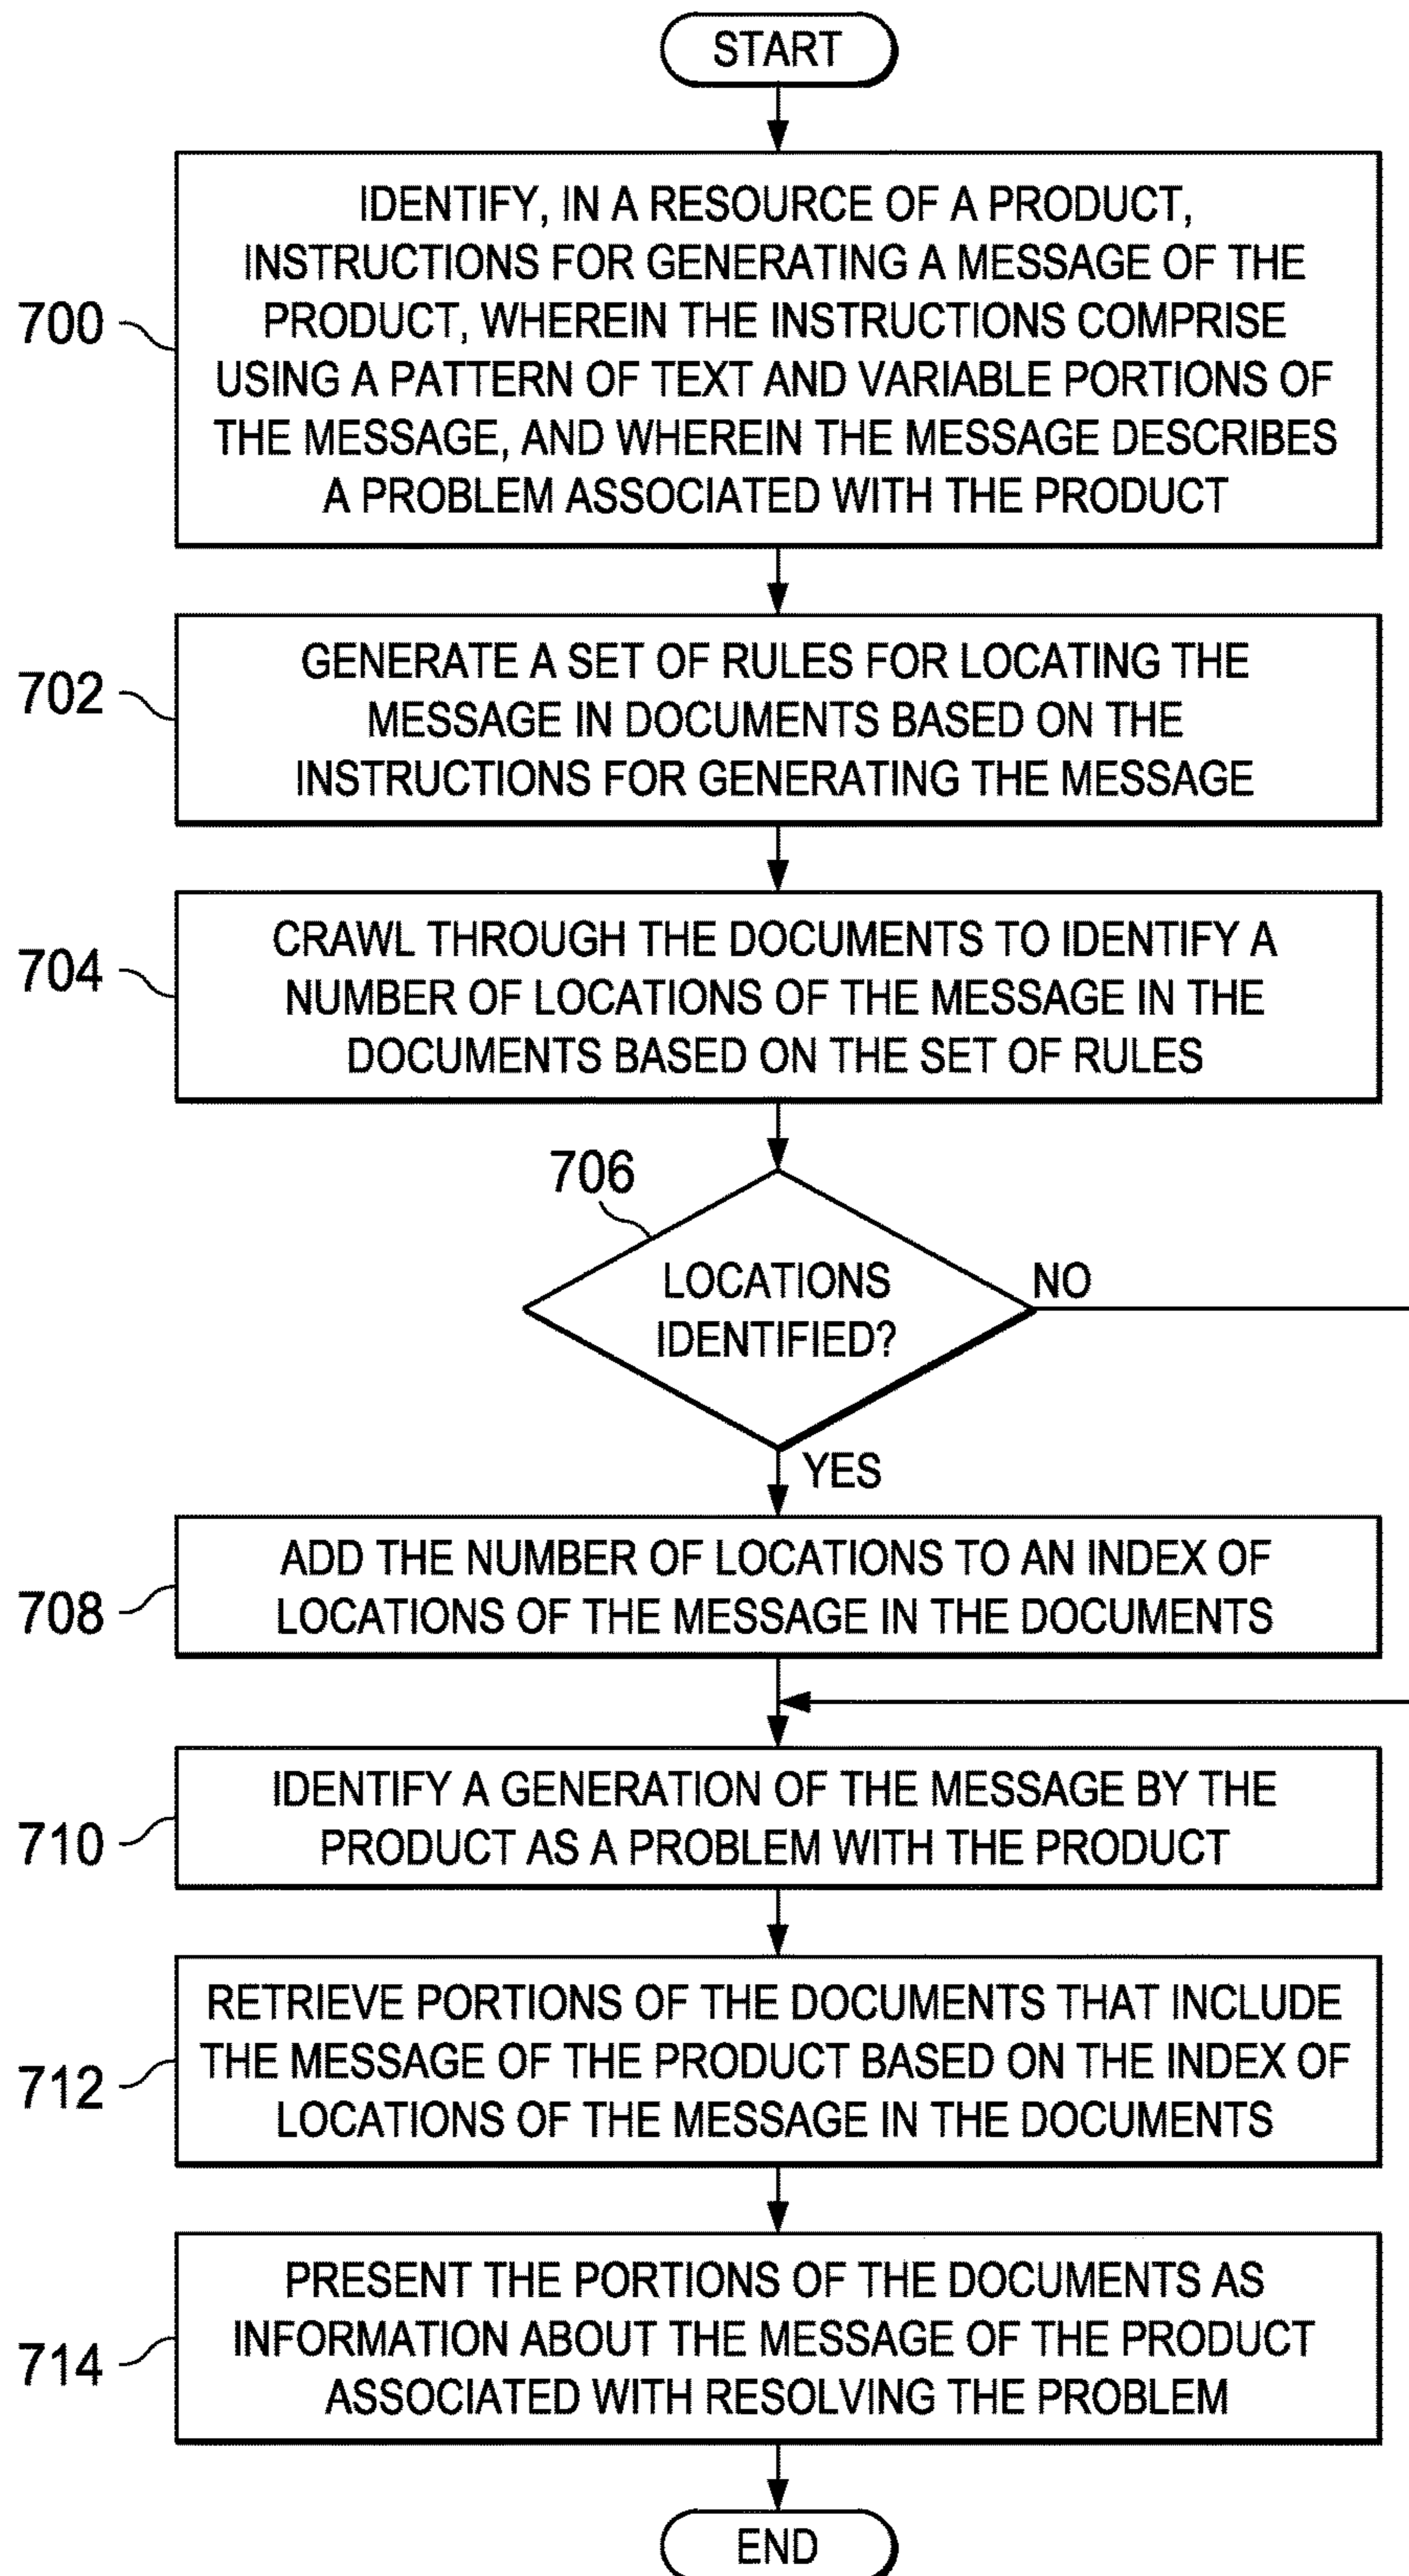 START
700
IDENTIFY, IN A RESOURCE OF A PRODUCT,
INSTRUCTIONS FOR GENERATING A MESSAGE OF THE
PRODUCT, WHEREIN THE INSTRUCTIONS COMPRISE
USING A PATTERN OF TEXT AND VARIABLE PORTIONS OF
THE MESSAGE, AND WHEREIN THE MESSAGE DESCRIBES
A PROBLEM ASSOCIATED WITH THE PRODUCT
702
GENERATE A SET OF RULES FOR LOCATING THE
MESSAGE IN DOCUMENTS BASED ON THE
INSTRUCTIONS FOR GENERATING THE MESSAGE
704
CRAWL THROUGH THE DOCUMENTS TO IDENTIFY A
NUMBER OF LOCATIONS OF THE MESSAGE IN THE
DOCUMENTS BASED ON THE SET OF RULES
706
LOCATIONS
IDENTIFIED?
NO
YES
708
ADD THE NUMBER OF LOCATIONS TO AN INDEX OF
LOCATIONS OF THE MESSAGE IN THE DOCUMENTS
710
IDENTIFY A GENERATION OF THE MESSAGE BY THE
PRODUCT AS A PROBLEM WITH THE PRODUCT
712
RETRIEVE PORTIONS OF THE DOCUMENTS THAT INCLUDE
THE MESSAGE OF THE PRODUCT BASED ON THE INDEX OF
LOCATIONS OF THE MESSAGE IN THE DOCUMENTS
714
PRESENT THE PORTIONS OF THE DOCUMENTS AS
INFORMATION ABOUT THE MESSAGE OF THE PRODUCT
ASSOCIATED WITH RESOLVING THE PROBLEM
END